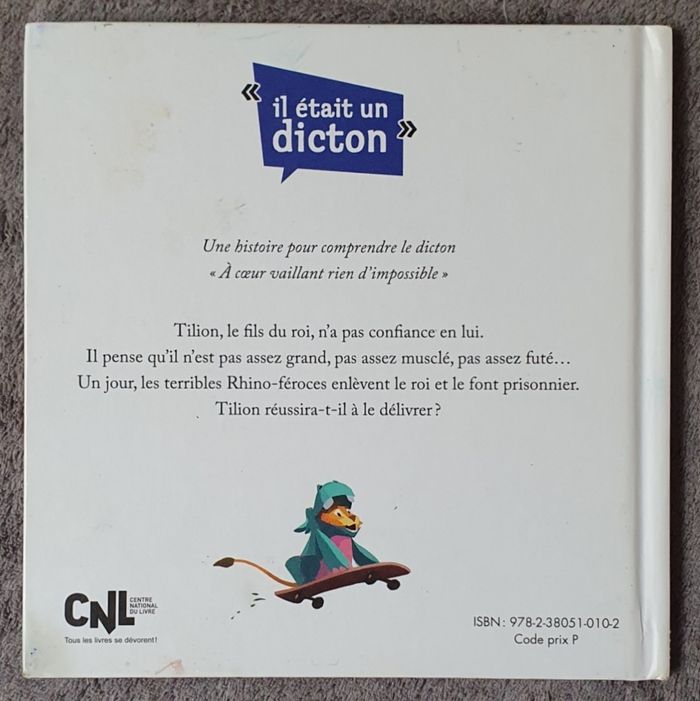 « il était un
dicton »
Une histoire pour comprendre le dicton
« À cœur vaillant rien d'impossible »
Tilion, le fils du roi, n'a pas confiance en lui.
Il pense qu'il n'est pas assez grand, pas assez musclé, pas assez futé…
Un jour, les terribles Rhino-féroces enlèvent le roi et le font prisonnier.
Tilion réussira-t-il à le délivrer ?
CNL
CENTRE
NATIONAL
DU LIVRE
Tous les livres se dévorent!
ISBN : 978-2-38051-010-2
Code prix P